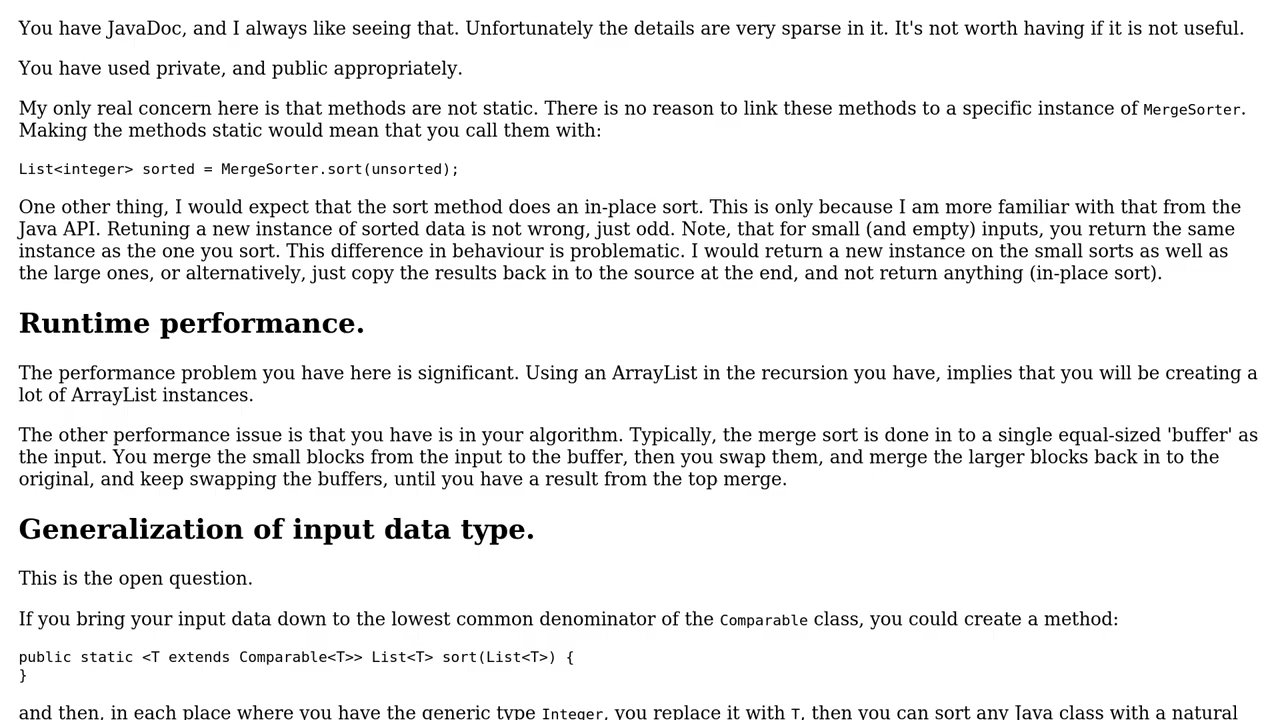 You have JavaDoc, and I always like seeing that. Unfortunately the details are very sparse in it. It's not worth having if it is not useful.
You have used private, and public appropriately.
My only real concern here is that methods are not static. There is no reason to link these methods to a specific instance of MergeSorter.
Making the methods static would mean that you call them with:
List<integer> sorted = MergeSorter.sort(unsorted);
One other thing, I would expect that the sort method does an in-place sort. This is only because I am more familiar with that from the
Java API. Retuning a new instance of sorted data is not wrong, just odd. Note, that for small (and empty) inputs, you return the same
instance as the one you sort. This difference in behaviour is problematic. I would return a new instance on the small sorts as well as
the large ones, or alternatively, just copy the results back in to the source at the end, and not return anything (in-place sort).
Runtime performance.
The performance problem you have here is significant. Using an ArrayList in the recursion you have, implies that you will be creating a
lot of ArrayList instances.
The other performance issue is that you have is in your algorithm. Typically, the merge sort is done in to a single equal-sized 'buffer' as
the input. You merge the small blocks from the input to the buffer, then you swap them, and merge the larger blocks back in to the
original, and keep swapping the buffers, until you have a result from the top merge.
Generalization of input data type.
This is the open question.
If you bring your input data down to the lowest common denominator of the Comparable class, you could create a method:
public static <T extends Comparable<T>> List<T> sort(List<T>) {
}
and then, in each place where you have the generic type Integer, you replace it with T, then you can sort any Java class with a natural